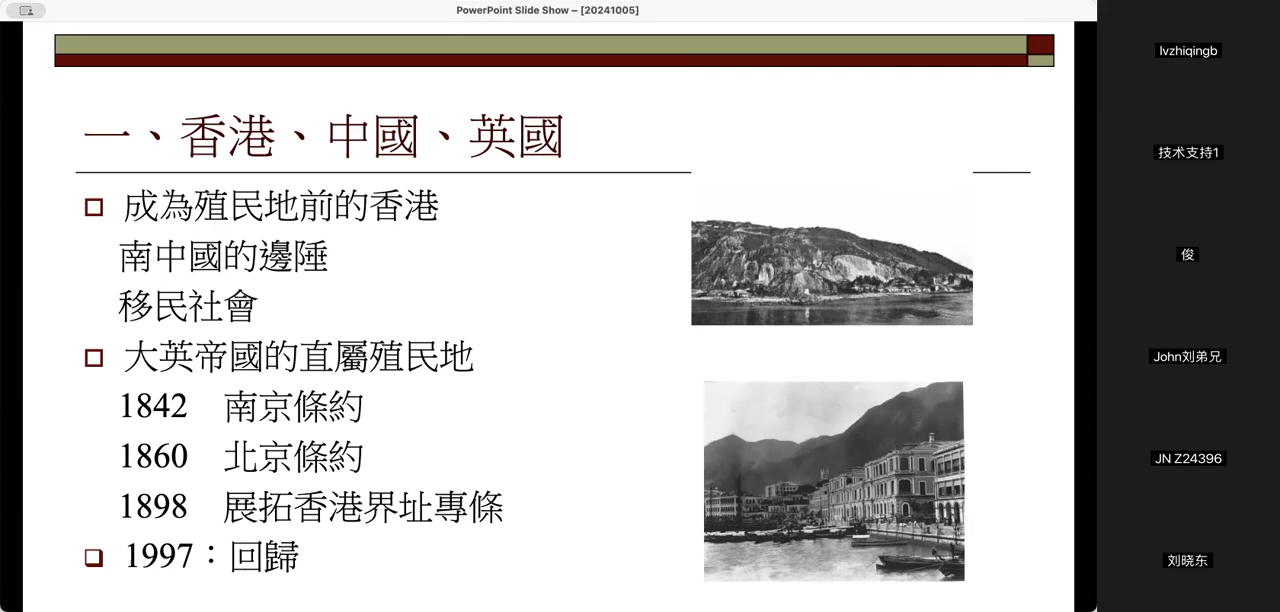 PowerPoint Slide Show – [20241005]
一、香港、中國、英國
成為殖民地前的香港
南中國的邊陲
移民社會
大英帝國的直屬殖民地
1842 南京條約
1860 北京條約
1898 展拓香港界址專條
1997：回歸
lvzhiqingb
技术支持1
俊
John刘弟兄
JN Z24396
刘晓东